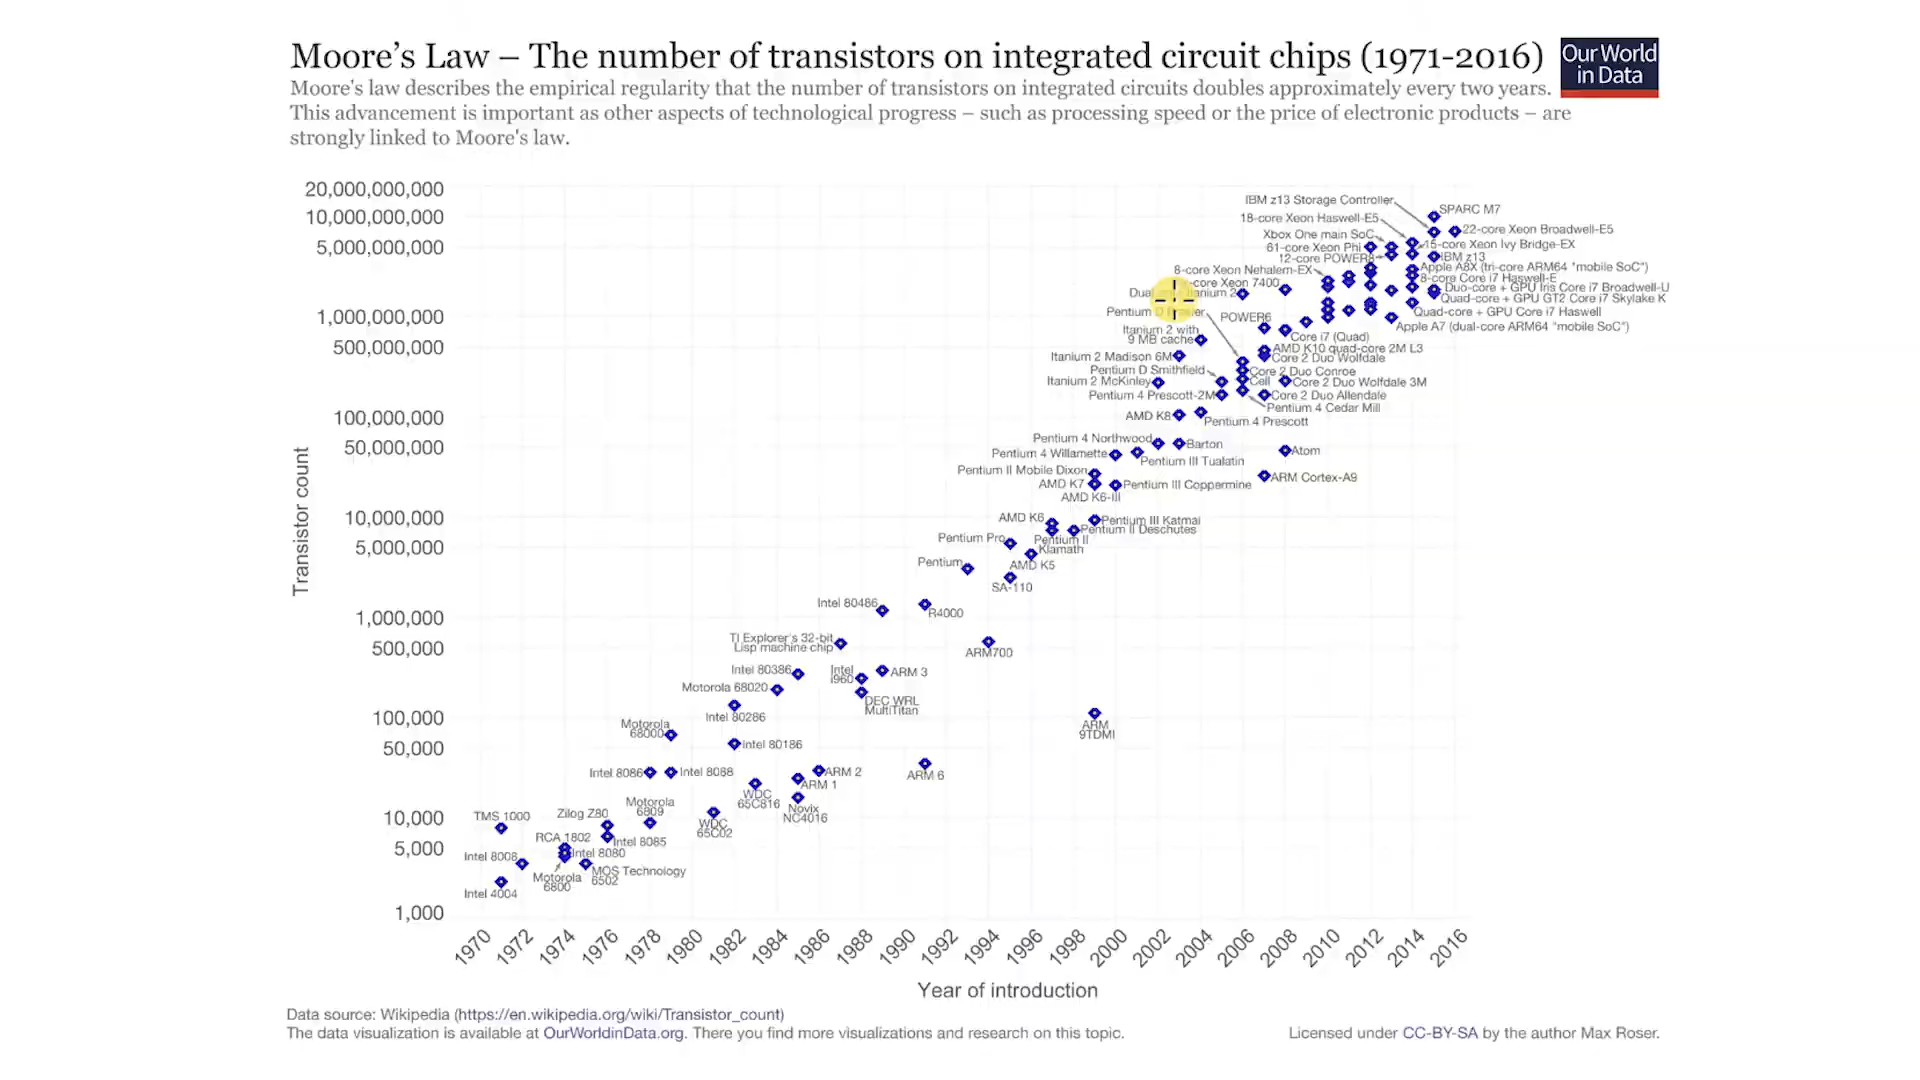 Moore's Law – The number of transistors on integrated circuit chips (1971-2016)
Our World
in Data
Moore's law describes the empirical regularity that the number of transistors on integrated circuits doubles approximately every two years.
This advancement is important as other aspects of technological progress – such as processing speed or the price of electronic products – are
strongly linked to Moore's law.
Transistor count
20,000,000,000
10,000,000,000
5,000,000,000
1,000,000,000
500,000,000
100,000,000
50,000,000
10,000,000
5,000,000
1,000,000
500,000
100,000
50,000
10,000
5,000
1,000
IBM z13 Storage Controller
SPARC M7
18-core Xeon Haswell-E5
22-core Xeon Broadwell-E5
Xbox One main SoC
15-core Xeon Ivy Bridge-EX
61-core Xeon Phi
12-core POWER8
IBM z13
Apple A8X (tri-core ARM64 "mobile SoC")
8-core Xeon Nehalem-EX
8-core Core i7 Haswell-E
-core Xeon 7400
Duo-core + GPU Iris Core i7 Broadwell-U
Itanium 2
Quad-core + GPU GT2 Core i7 Skylake K
Pentium D
Quad-core + GPU Core i7 Haswell
POWER6
Apple A7 (dual-core ARM64 "mobile SoC")
Itanium 2 with
9 MB cache
Core i7 (Quad)
AMD K10 quad-core 2M L3
Itanium 2 Madison 6M
Core 2 Duo Wolfdale
Pentium D Smithfield
Core 2 Duo Conroe
Itanium 2 McKinley
Cell
Core 2 Duo Wolfdale 3M
Pentium 4 Prescott-2M
Core 2 Duo Allendale
Pentium 4 Cedar Mill
AMD K8
Pentium 4 Prescott
Pentium 4 Northwood
Barton
Pentium 4 Willamette
Pentium III Tualatin
Atom
Pentium II Mobile Dixon
ARM Cortex-A9
AMD K7
Pentium III Coppermine
AMD K6-III
AMD K6
Pentium III Katmai
Pentium II Deschutes
Pentium Pro
Pentium II
Klamath
Pentium
AMD K5
SA-110
Intel 80486
R4000
TI Explorer's 32-bit
Lisp machine chip
ARM700
Intel 80386
Intel
i960
ARM 3
Motorola 68020
DEC WRL
MultiTitan
Intel 80286
Motorola
68000
ARM
9TDMI
Intel 80186
Intel 8086
Intel 8088
ARM 2
ARM 1
ARM 6
WDC
65C816
Novix
NC4016
Motorola
6809
WDC
65C02
TMS 1000
Zilog Z80
RCA 1802
Intel 8085
Intel 8008
Intel 8080
Motorola
6800
MOS Technology
6502
Intel 4004
1970 1972 1974 1976 1978 1980 1982 1984 1986 1988 1990 1992 1994 1996 1998 2000 2002 2004 2006 2008 2010 2012 2014 2016
Year of introduction
Data source: Wikipedia (https://en.wikipedia.org/wiki/Transistor_count)
The data visualization is available at OurWorldinData.org. There you find more visualizations and research on this topic.
Licensed under CC-BY-SA by the author Max Roser.